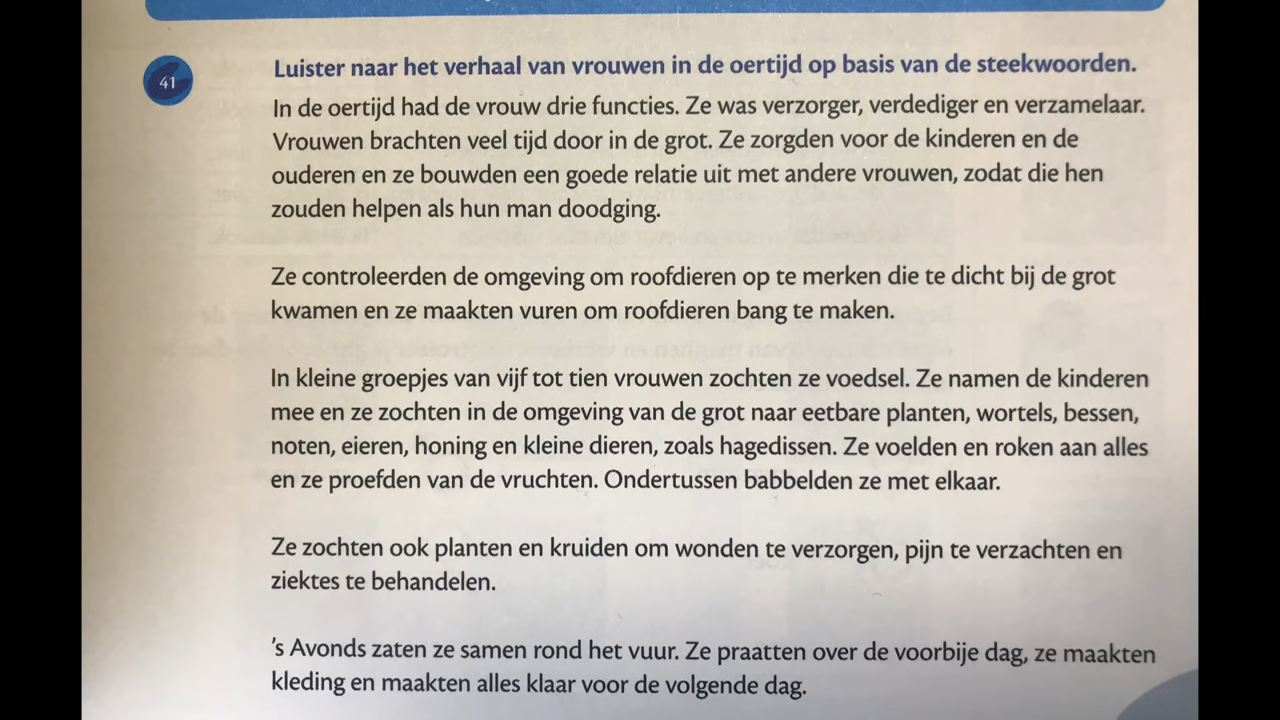 41
Luister naar het verhaal van vrouwen in de oertijd op basis van de steekwoorden.
In de oertijd had de vrouw drie functies. Ze was verzorger, verdediger en verzamelaar.
Vrouwen brachten veel tijd door in de grot. Ze zorgden voor de kinderen en de
ouderen en ze bouwden een goede relatie uit met andere vrouwen, zodat die hen
zouden helpen als hun man doodging.
Ze controleerden de omgeving om roofdieren op te merken die te dicht bij de grot
kwamen en ze maakten vuren om roofdieren bang te maken.
In kleine groepjes van vijf tot tien vrouwen zochten ze voedsel. Ze namen de kinderen
mee en ze zochten in de omgeving van de grot naar eetbare planten, wortels, bessen,
noten, eieren, honing en kleine dieren, zoals hagedissen. Ze voelden en roken aan alles
en ze proefden van de vruchten. Ondertussen babbelden ze met elkaar.
Ze zochten ook planten en kruiden om wonden te verzorgen, pijn te verzachten en
ziektes te behandelen.
's Avonds zaten ze samen rond het vuur. Ze praatten over de voorbije dag, ze maakten
kleding en maakten alles klaar voor de volgende dag.